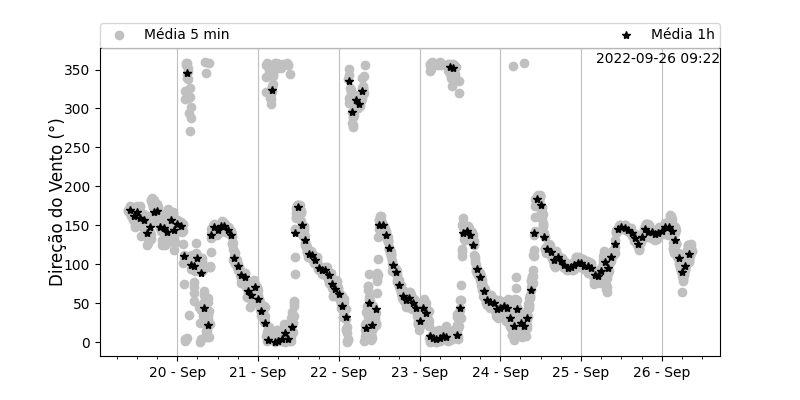 Média 5 min
Média 1h
2022-09-26 09:22
Direção do Vento (°)
350
300
250
200
150
100
50
0
20 - Sep
21 - Sep
22 - Sep
23 - Sep
24 - Sep
25 - Sep
26 - Sep